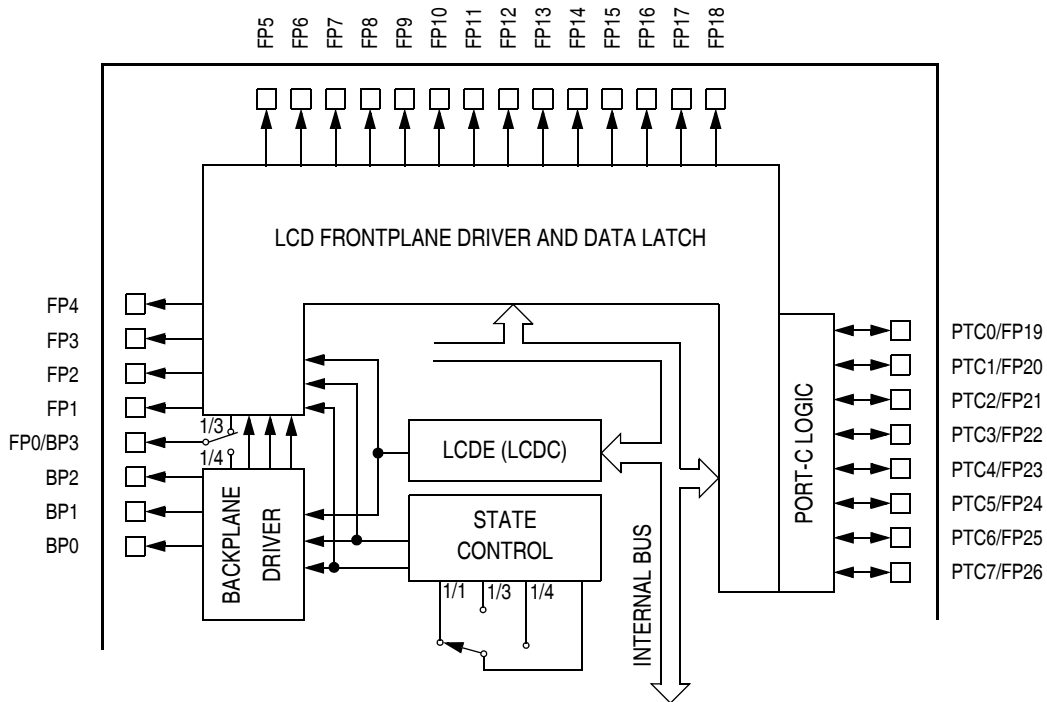 FP5
FP6
FP7
FP8
FP9
FP10
FP11
FP12
FP13
FP14
FP15
FP16
FP17
FP18
LCD FRONTPLANE DRIVER AND DATA LATCH
FP4
FP3
FP2
FP1
FP0/BP3
BP2
BP1
BP0
1/3
1/4
BACKPLANE
DRIVER
LCDE (LCDC)
STATE
CONTROL
1/1
1/3
1/4
INTERNAL BUS
PORT-C LOGIC
PTC0/FP19
PTC1/FP20
PTC2/FP21
PTC3/FP22
PTC4/FP23
PTC5/FP24
PTC6/FP25
PTC7/FP26